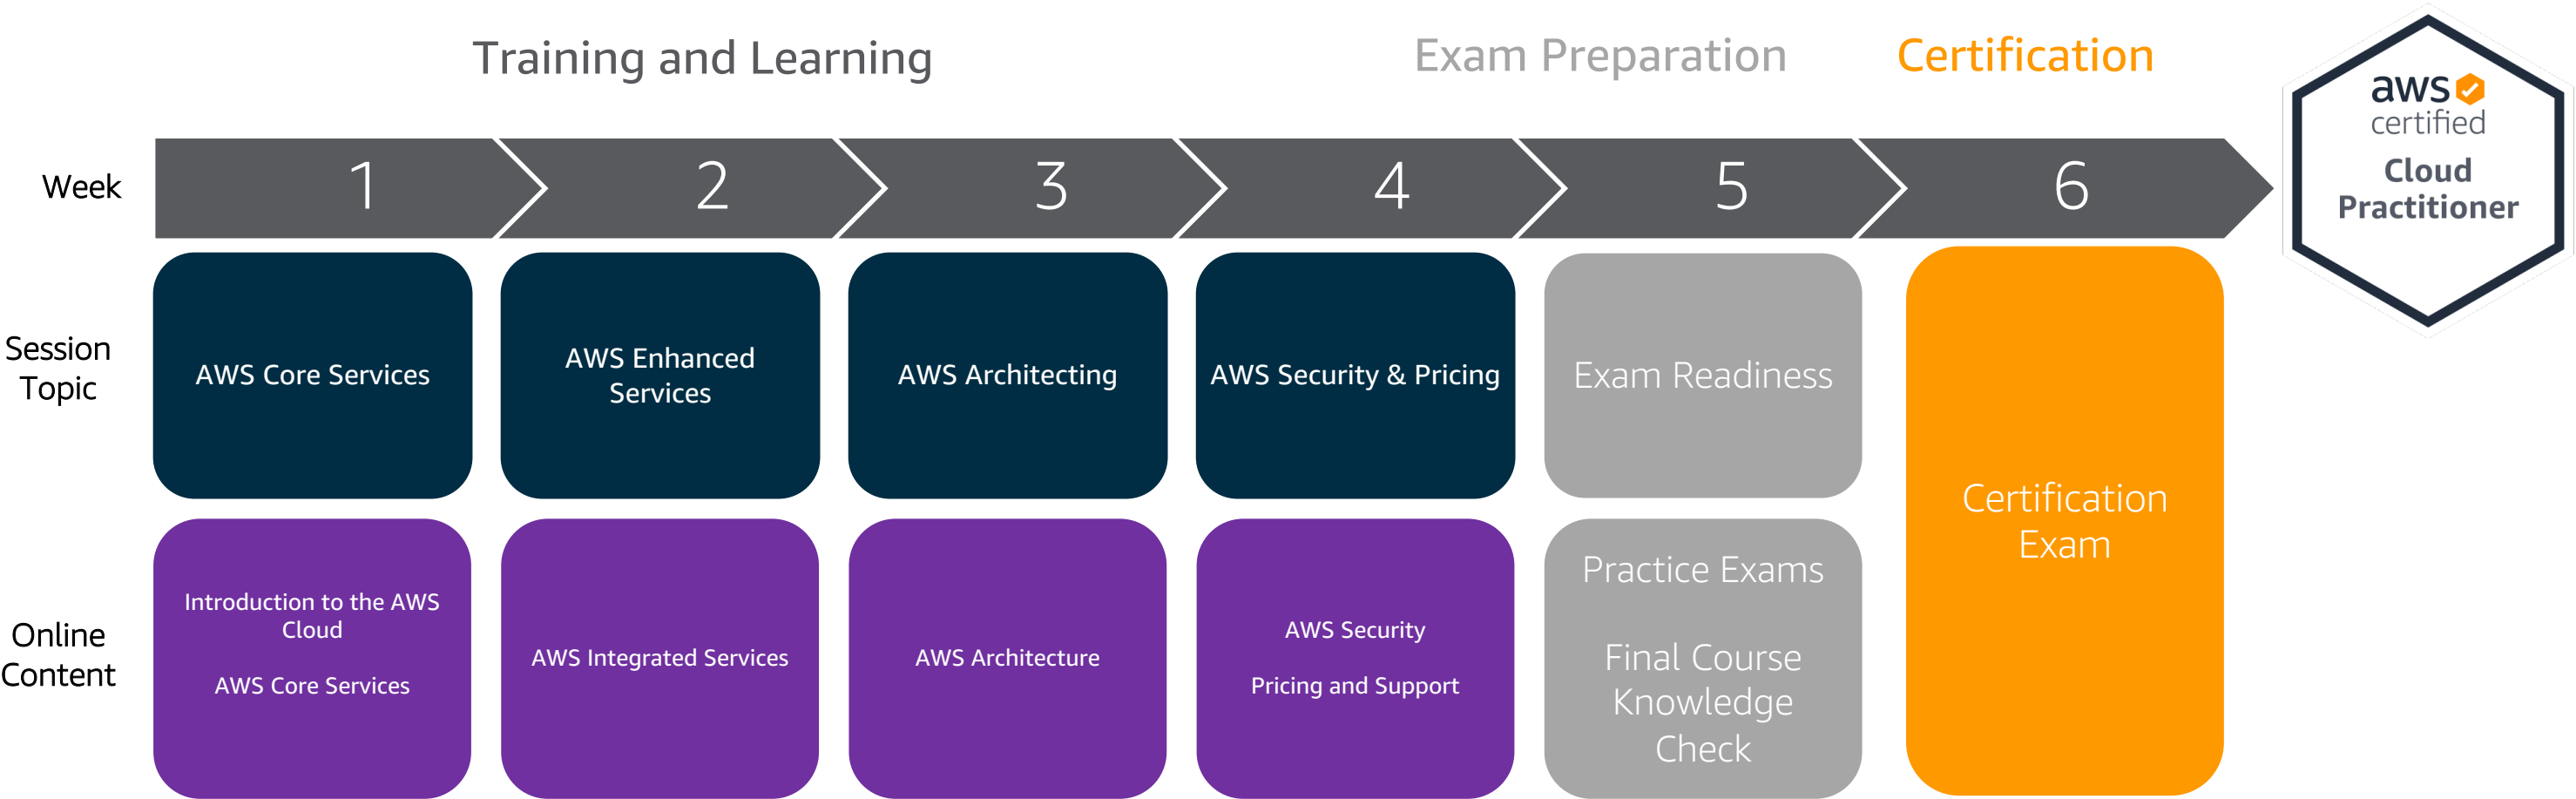 Training and Learning
Exam Preparation
Certification
aws
certified
Cloud
Practitioner
Week
1
2
3
4
5
6
Session
Topic
AWS Core Services
AWS Enhanced
Services
AWS Architecting
AWS Security & Pricing
Exam Readiness
Certification
Exam
Online
Content
Introduction to the AWS
Cloud
AWS Core Services
AWS Integrated Services
AWS Architecture
AWS Security
Pricing and Support
Practice Exams
Final Course
Knowledge
Check